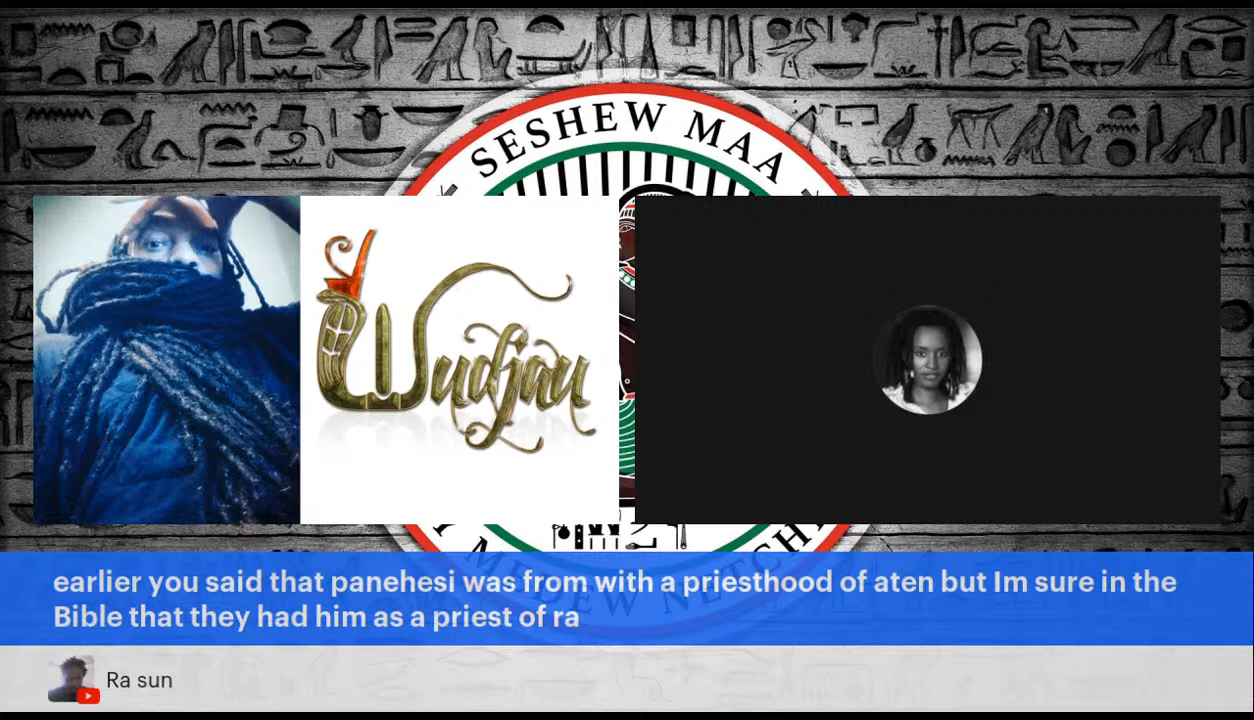 SESHEW MAA
Wudjau
earlier you said that panehesi was from with a priesthood of aten but Im sure in the
Bible that they had him as a priest of ra
Ra sun